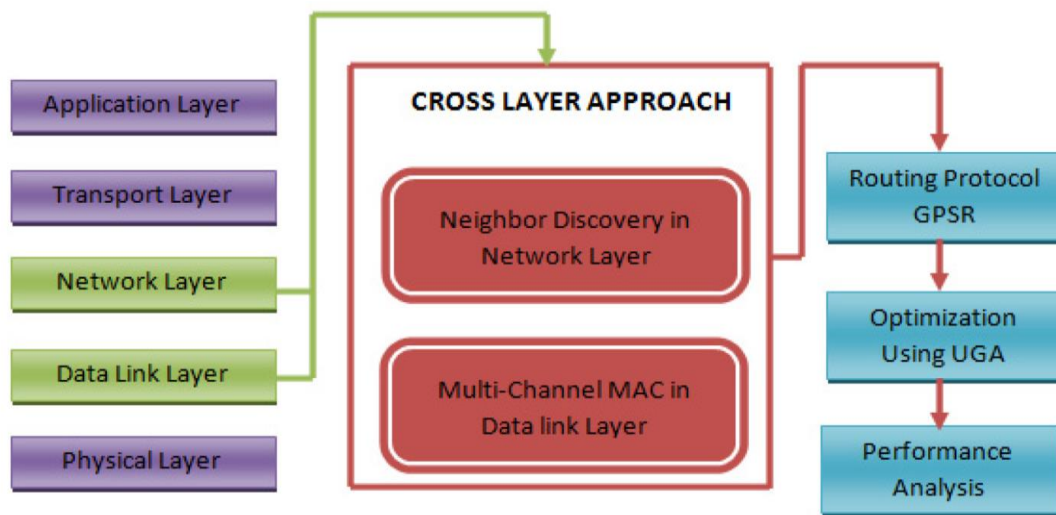 Application Layer
Transport Layer
Network Layer
Data Link Layer
Physical Layer
CROSS LAYER APPROACH
Neighbor Discovery in
Network Layer
Multi-Channel MAC in
Data link Layer
Routing Protocol
GPSR
Optimization
Using UGA
Performance
Analysis